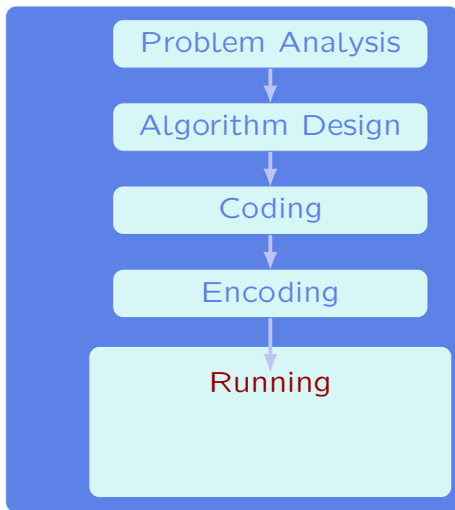 Problem Analysis
Algorithm Design
Coding
Encoding
Running